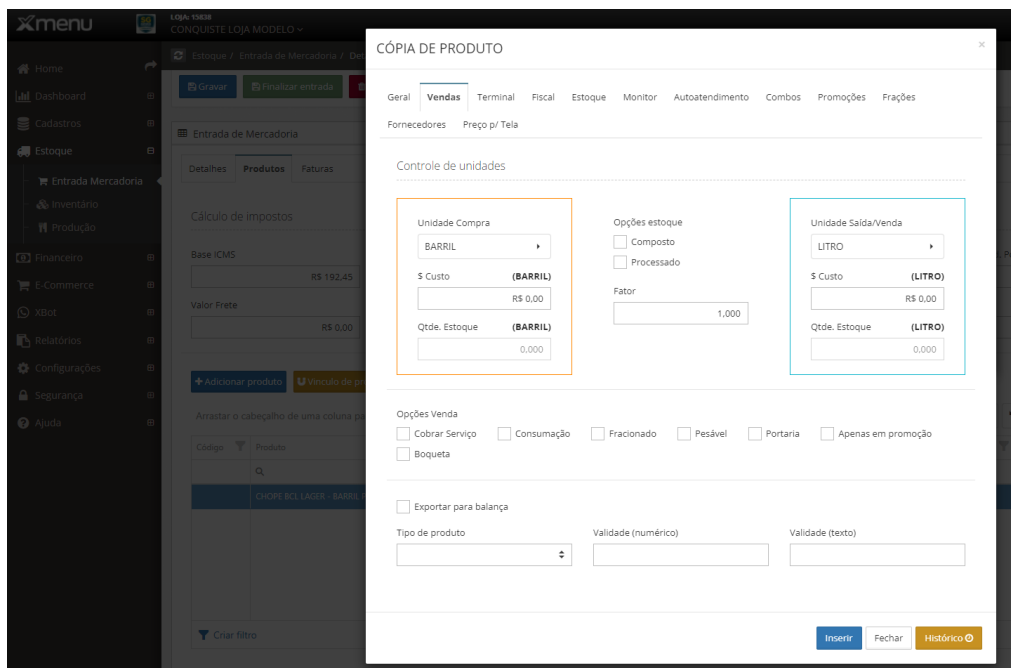 Xmenu
LOJA: 15838
CONQUISTE LOJA MODELO
Home
Dashboard
Cadastros
Estoque
Entrada Mercadoria
Inventário
Produção
Financeiro
E-Commerce
XBot
Relatórios
Configurações
Segurança
Ajuda
Estoque / Entrada de Mercadoria / Det
Gravar Finalizar entrada
Entrada de Mercadoria
Detalhes Produtos Faturas
Calculo de impostos
Base ICMS
R$ 192,45
Valor Frete
R$ 0,00
Adicionar produto Vinculo de pr
Arrastar o cabeçalho de uma coluna pa
Código Produto
CHOPE BCL LAGER - BARRIL
Criar filtro
CÓPIA DE PRODUTO ×
Geral Vendas Terminal Fiscal Estoque Monitor Autoatendimento Combos Promoções Frações
Fornecedores Preço p/ Tela
Controle de unidades
Unidade Compra Opções estoque Unidade Saída/Venda
BARRIL Composto LITRO
Processado
$ Custo (BARRIL) $ Custo (LITRO)
Fator
R$ 0,00 1,000 R$ 0,00
Qtde. Estoque (BARRIL) Qtde. Estoque (LITRO)
0,000 0,000
Opções Venda
Cobrar Serviço Consumação Fracionado Pesável Portaria Apenas em promoção
Boqueta
Exportar para balança
Tipo de produto Validade (numérico) Validade (texto)
Inserir Fechar Histórico